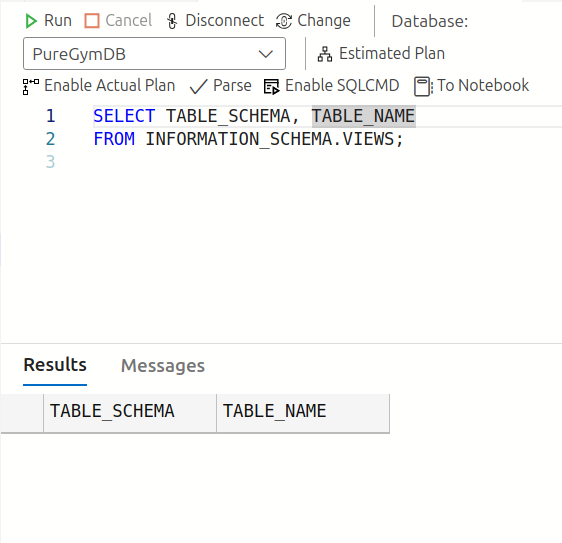 Run Cancel Disconnect Change Database:
PureGymDB Estimated Plan
Enable Actual Plan Parse Enable SQLCMD To Notebook
1 SELECT TABLE_SCHEMA, TABLE_NAME
2 FROM INFORMATION_SCHEMA.VIEWS;
3
Results Messages
TABLE_SCHEMA TABLE_NAME